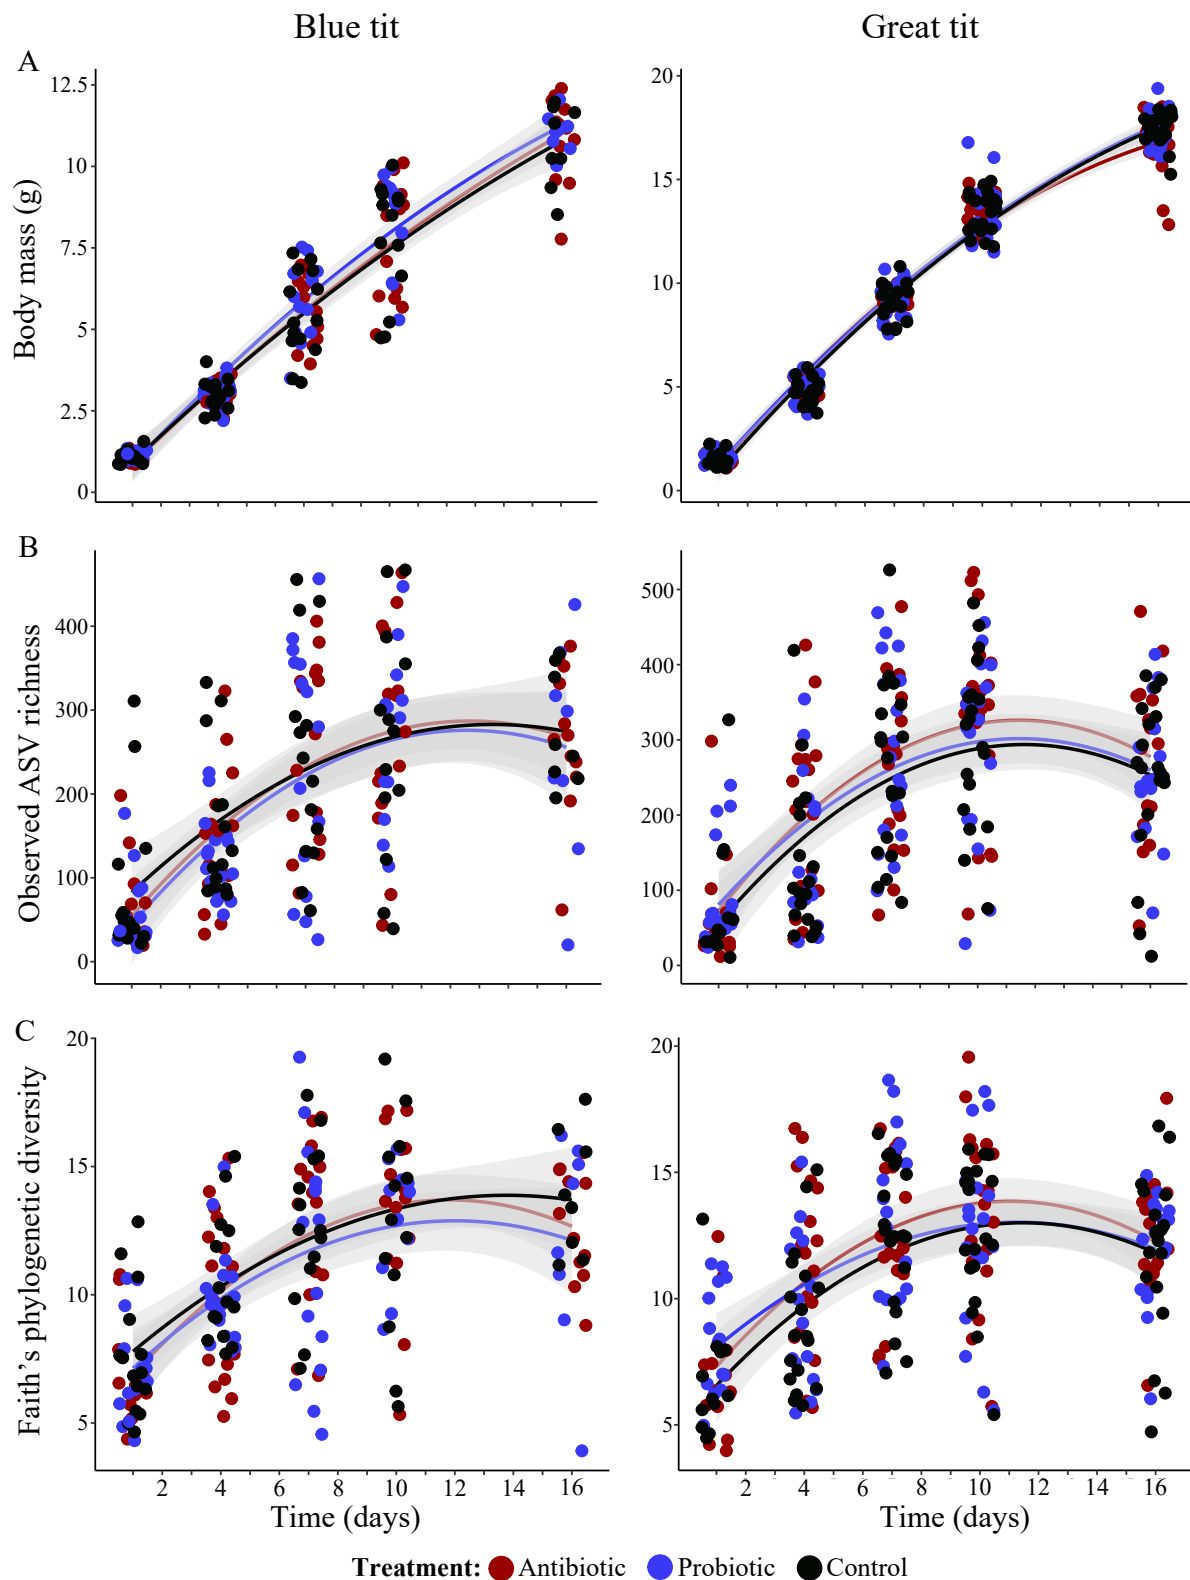 Blue tit Great tit
A
12.5
10
7.5
5
2.5
0
Body mass (g)
20
15
10
5
0
B
400
300
200
100
0
Observed ASV richness
500
400
300
200
100
0
C
20
15
10
5
Faith's phylogenetic diversity
20
15
10
5
2 4 6 8 10 12 14 16
2 4 6 8 10 12 14 16
Time (days) Time (days)
Treatment: Antibiotic Probiotic Control